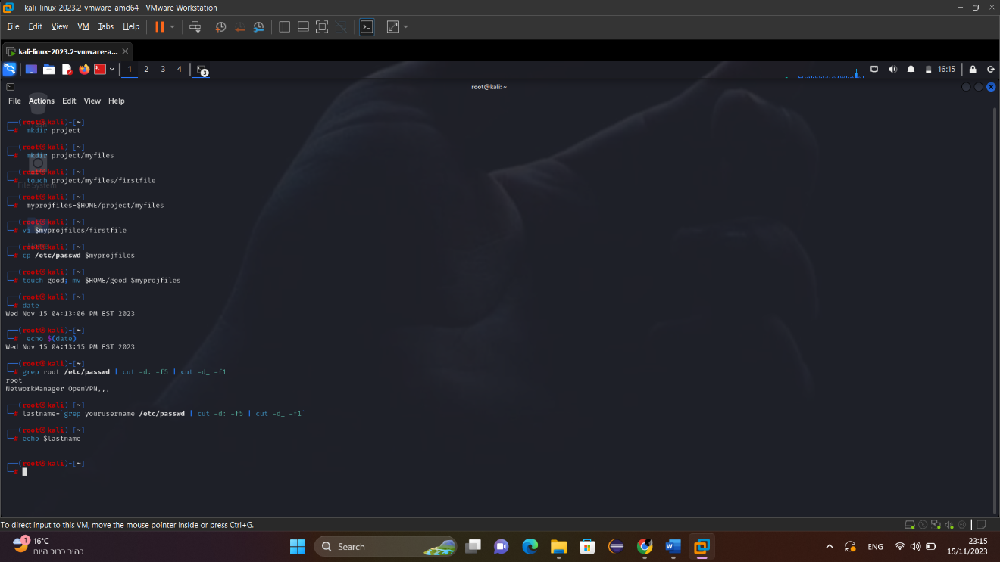 kali-linux-2023.2-vmware-amd64 - VMware Workstation
File Edit View VM Tabs Help
kali-linux-2023.2-vmware-a...
1 2 3 4 3 16:15
root@kali: ~
File Actions Edit View Help
┌──(root㉿kali)-[~]
└─# mkdir project
┌──(root㉿kali)-[~]
└─# mkdir project/myfiles
┌──(root㉿kali)-[~]
└─# touch project/myfiles/firstfile
File System
┌──(root㉿kali)-[~]
└─# myprojfiles=$HOME/project/myfiles
┌──(root㉿kali)-[~]
└─# vi $myprojfiles/firstfile
┌──(root㉿kali)-[~]
└─# cp /etc/passwd $myprojfiles
┌──(root㉿kali)-[~]
└─# touch good; mv $HOME/good $myprojfiles
┌──(root㉿kali)-[~]
└─# date
Wed Nov 15 04:13:06 PM EST 2023
┌──(root㉿kali)-[~]
└─# echo $(date)
Wed Nov 15 04:13:15 PM EST 2023
┌──(root㉿kali)-[~]
└─# grep root /etc/passwd | cut -d: -f5 | cut -d_ -f1
root
NetworkManager OpenVPN,,,
┌──(root㉿kali)-[~]
└─# lastname=`grep yourusername /etc/passwd | cut -d: -f5 | cut -d_ -f1`
┌──(root㉿kali)-[~]
└─# echo $lastname
┌──(root㉿kali)-[~]
└─#
To direct input to this VM, move the mouse pointer inside or press Ctrl+G.
1 16°C
בהיר ברוב היום
Search
ENG
23:15
15/11/2023